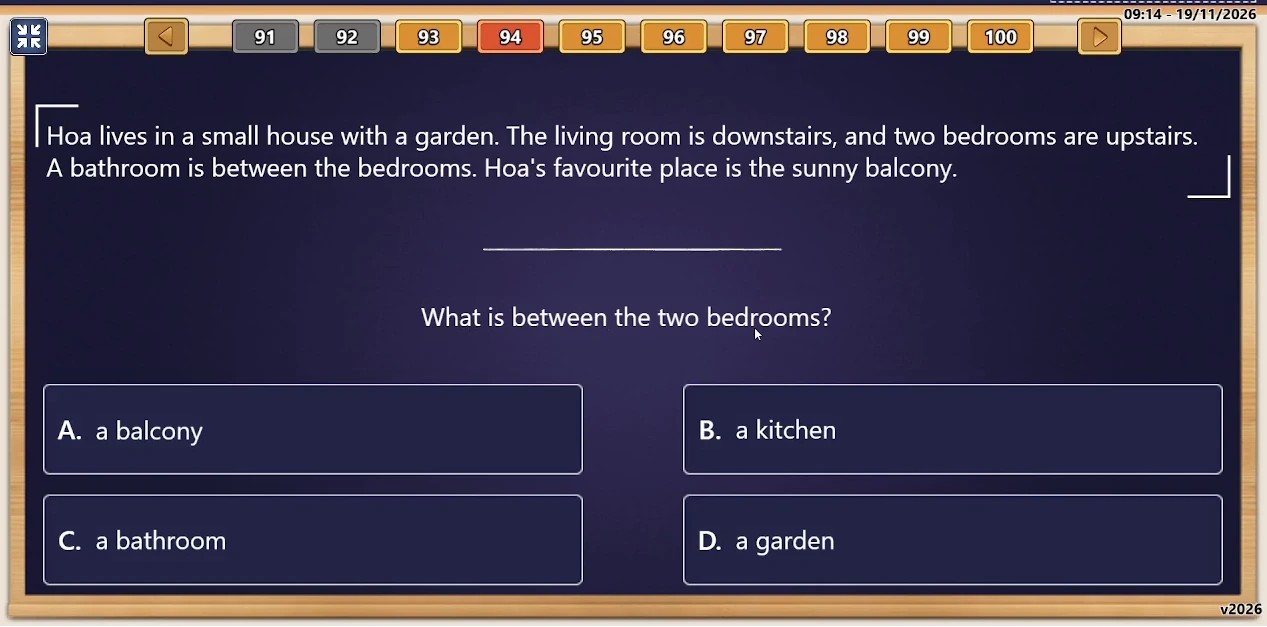 09:14 - 19/11/2026
91 92 93 94 95 96 97 98 99 100
Hoa lives in a small house with a garden. The living room is downstairs, and two bedrooms are upstairs.
A bathroom is between the bedrooms. Hoa's favourite place is the sunny balcony.
What is between the two bedrooms?
A. a balcony
B. a kitchen
C. a bathroom
D. a garden
v2026